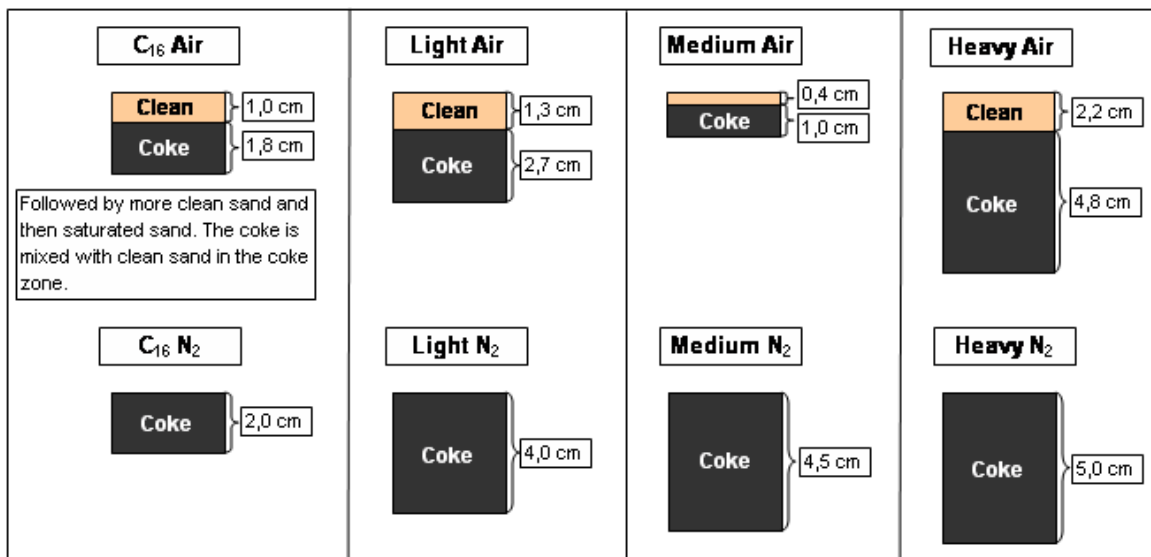 C₁₆ Air
Clean
1,0 cm
Coke
1,8 cm
Followed by more clean sand and
then saturated sand. The coke is
mixed with clean sand in the coke
zone.
Light Air
Clean
1,3 cm
Coke
2,7 cm
Medium Air
0,4 cm
Coke
1,0 cm
Heavy Air
Clean
2,2 cm
Coke
4,8 cm
C₁₆ N₂
Coke
2,0 cm
Light N₂
Coke
4,0 cm
Medium N₂
Coke
4,5 cm
Heavy N₂
Coke
5,0 cm